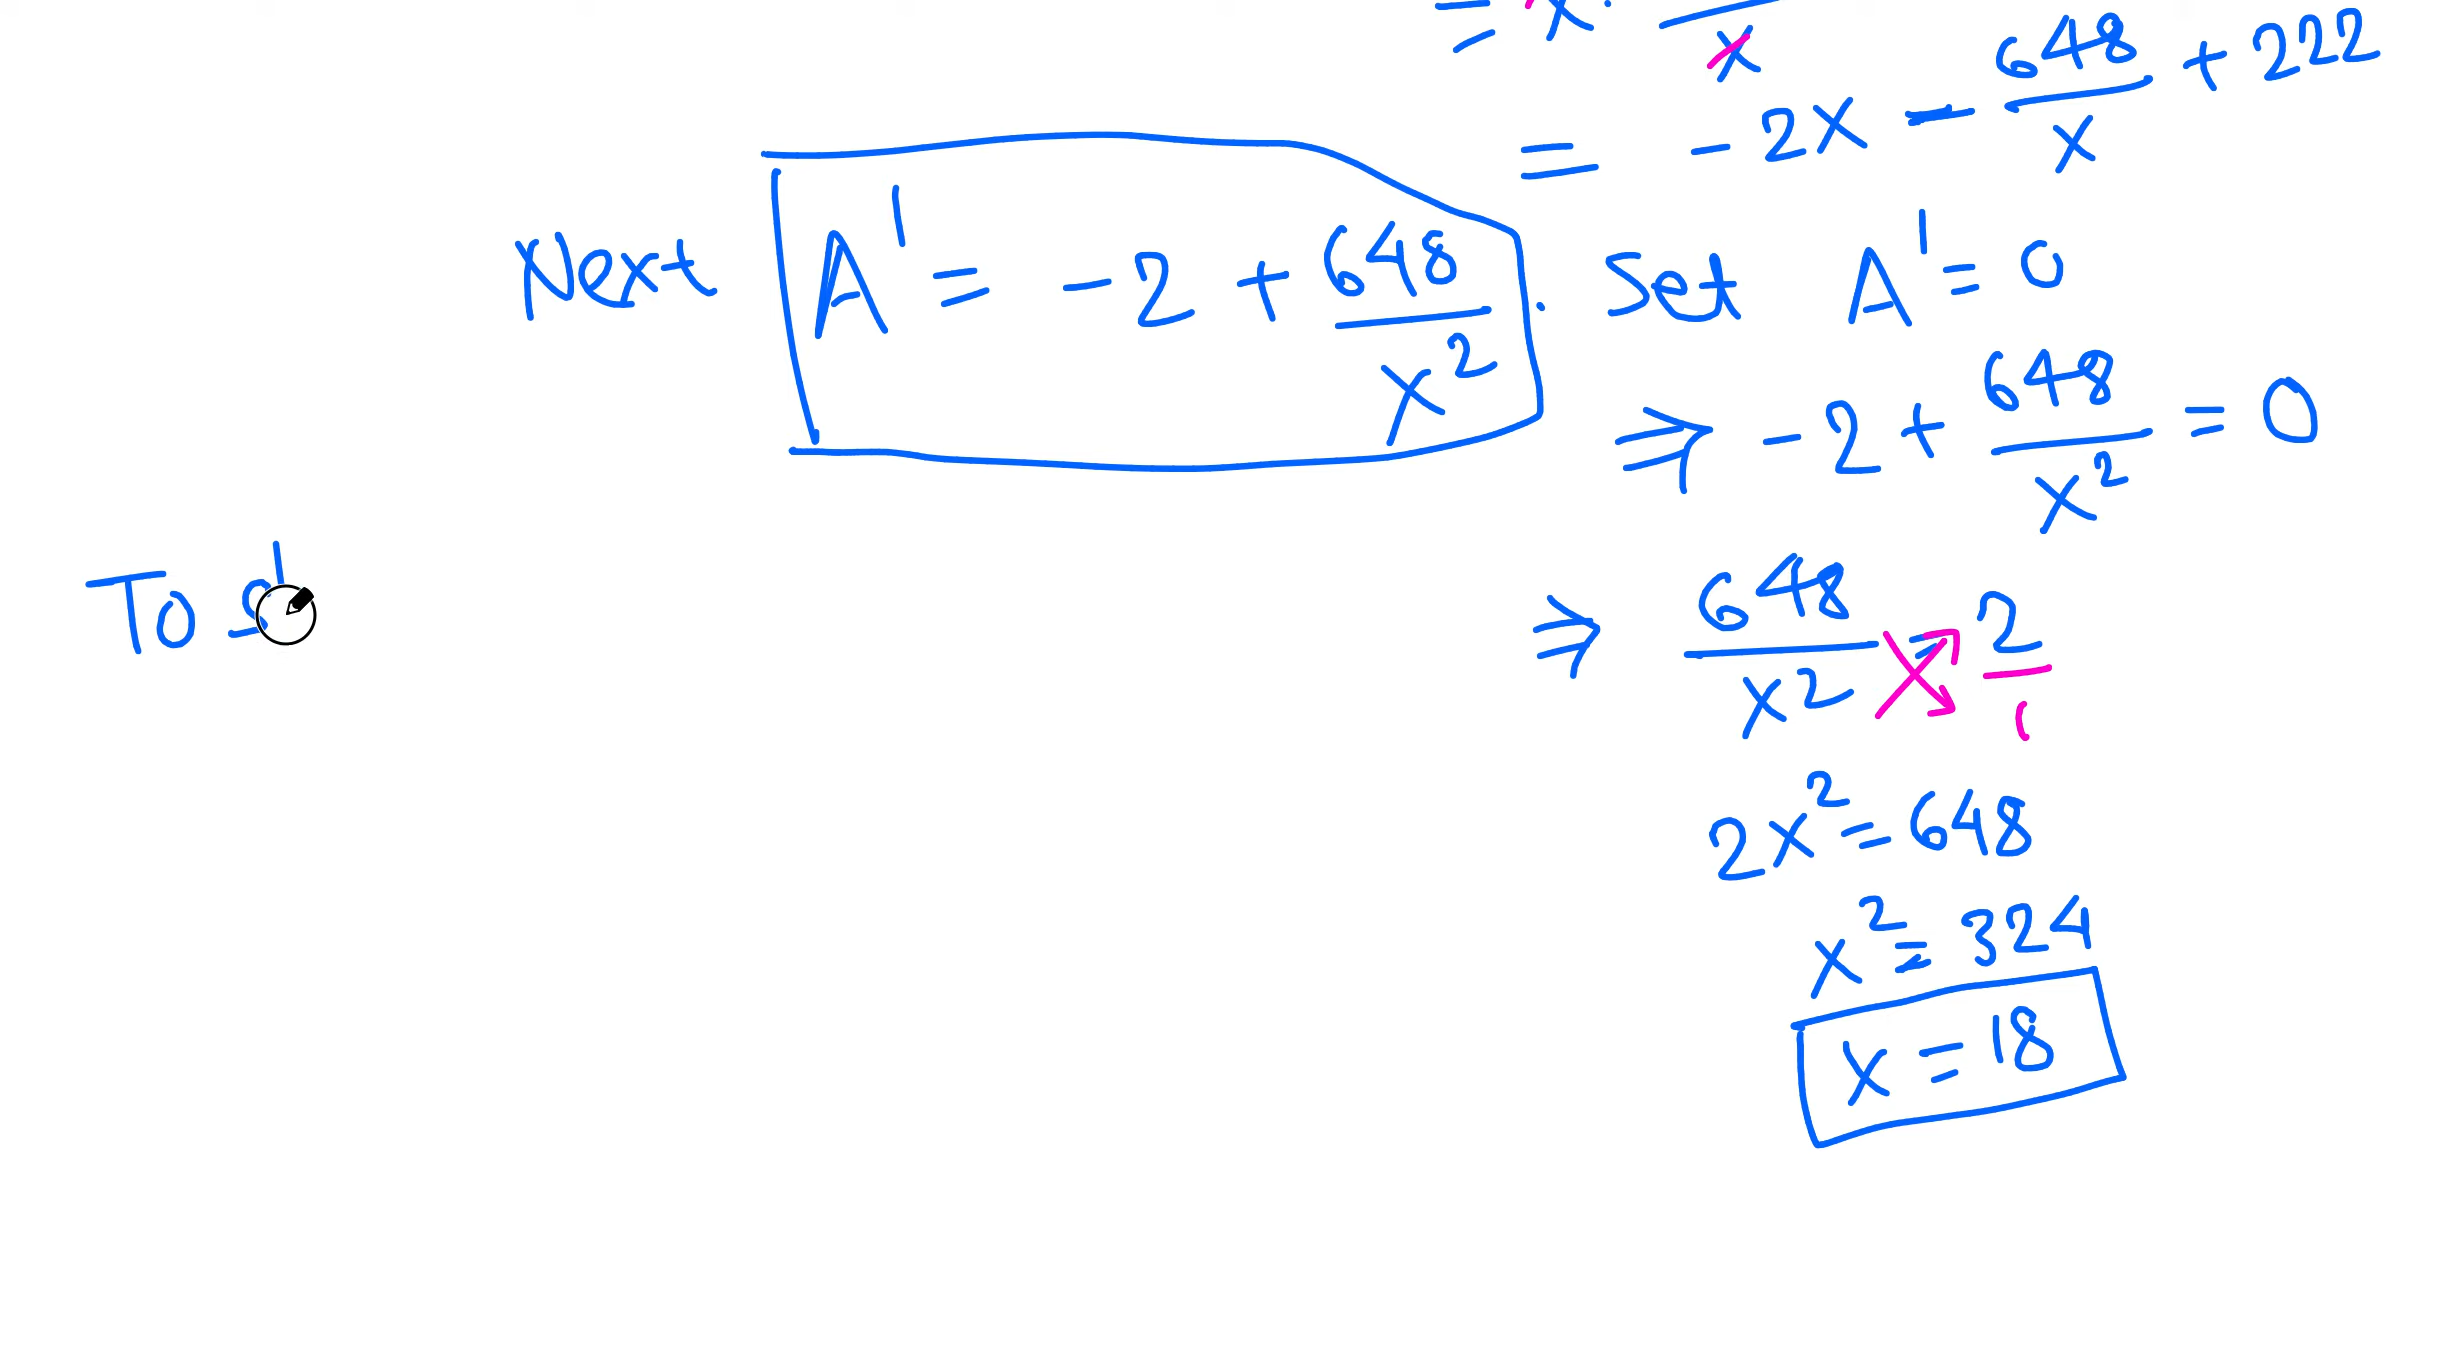 = x. / x
= -2x - 648/x + 222
Next A' = -2 + 648/x². Set A' = 0
⇒ -2 + 648/x² = 0
To
⇒ 648/x² = 2/1
2x² = 648
x² = 324
x = 18